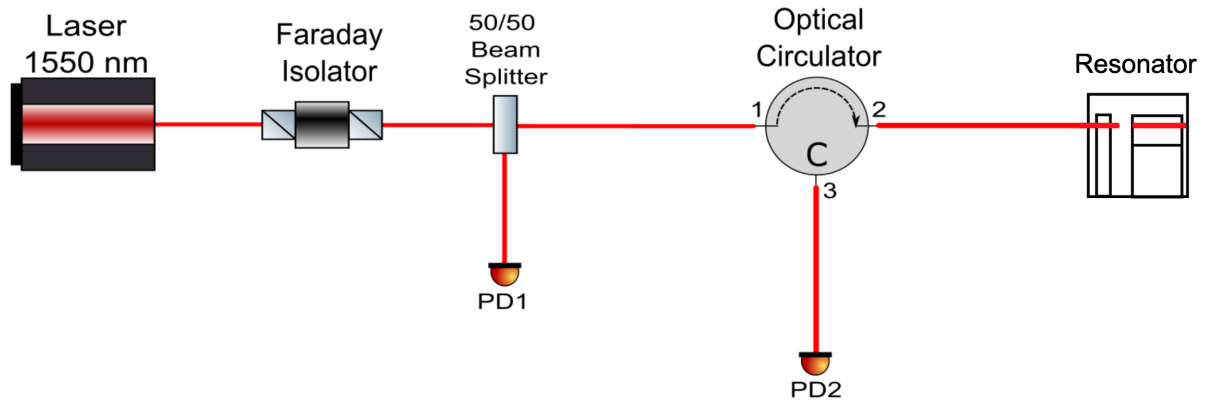 Laser
1550 nm
Faraday
Isolator
50/50
Beam
Splitter
Optical
Circulator
Resonator
1
2
C
3
PD1
PD2